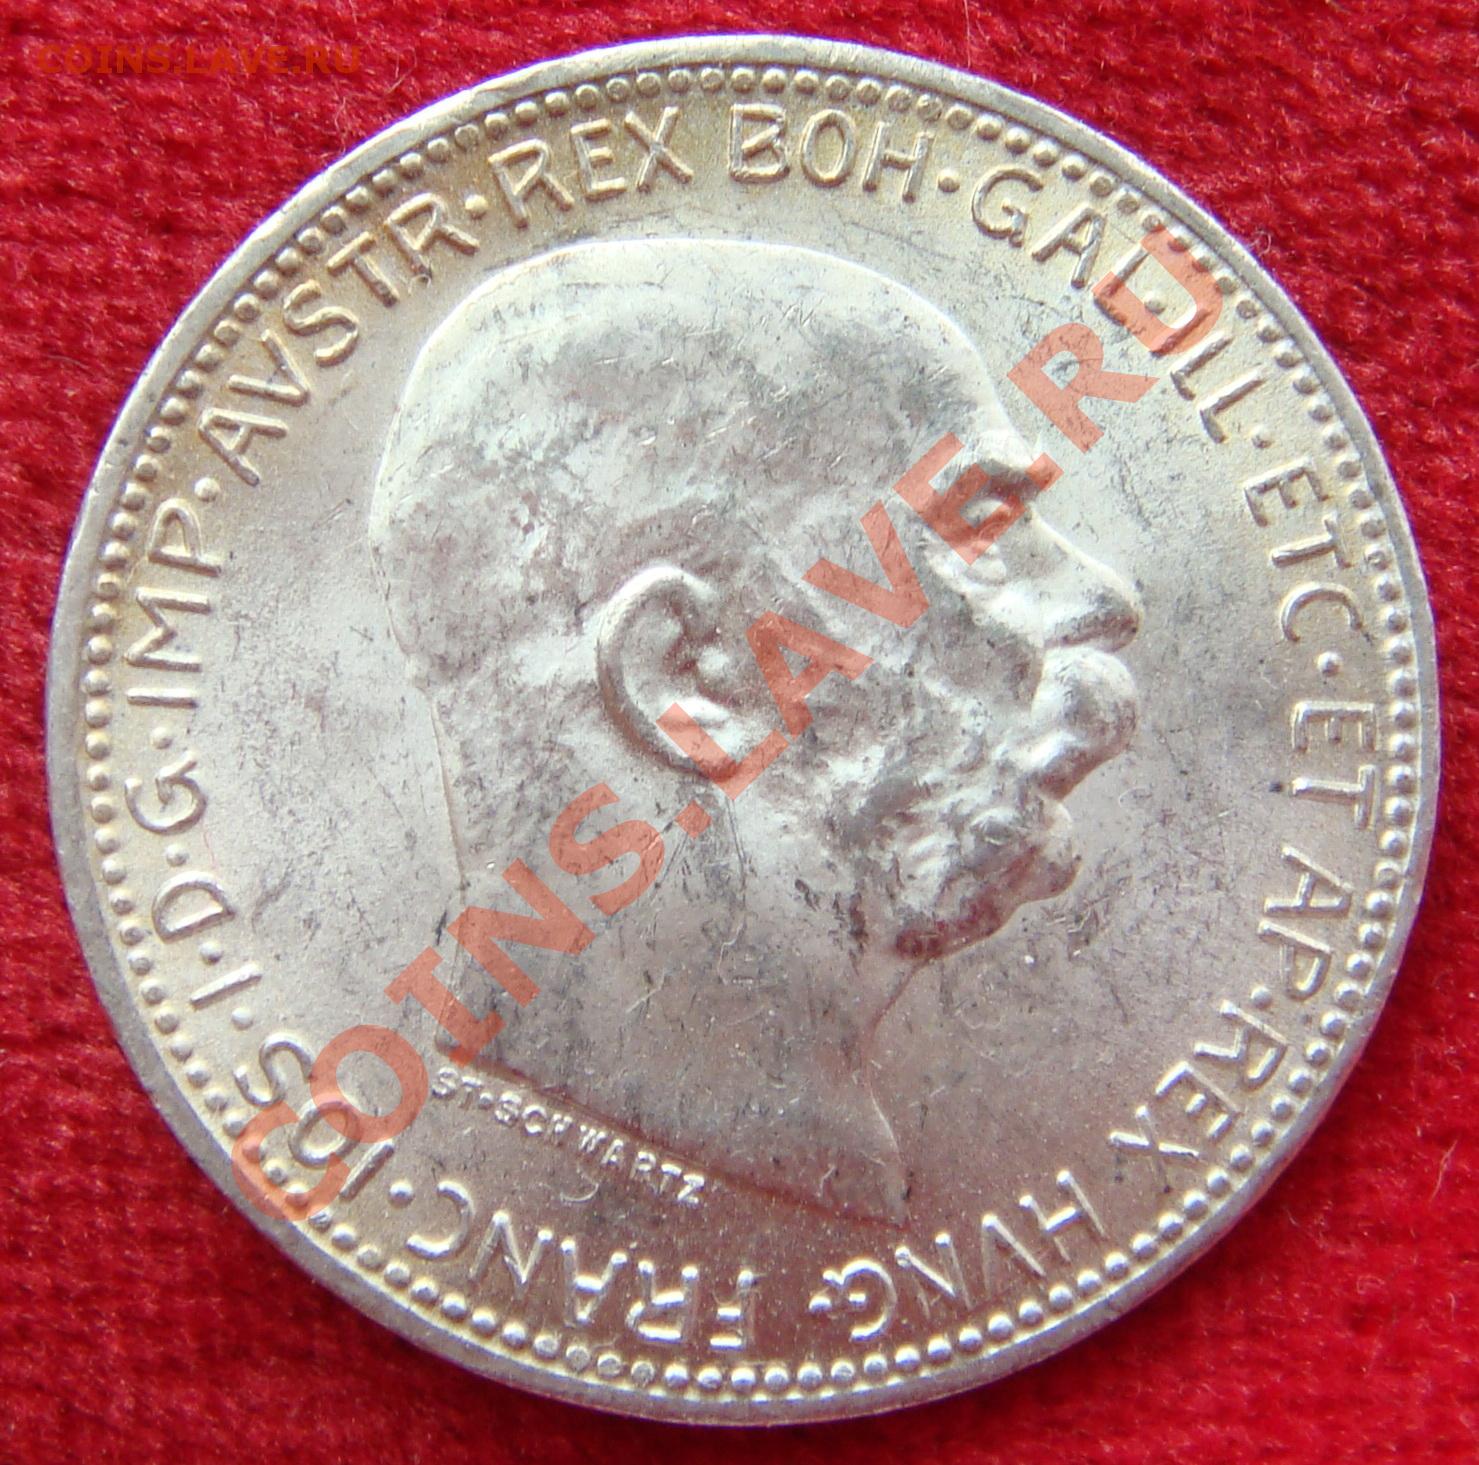 COINS.LAVE.RU
FRANC·IOS·I·D·G·IMP·AVSTR·REX BOH·GAL·ILL·ETC·ET AP·REX HVNG
ST·SCHWARTZ
COINS.LAVE.RU